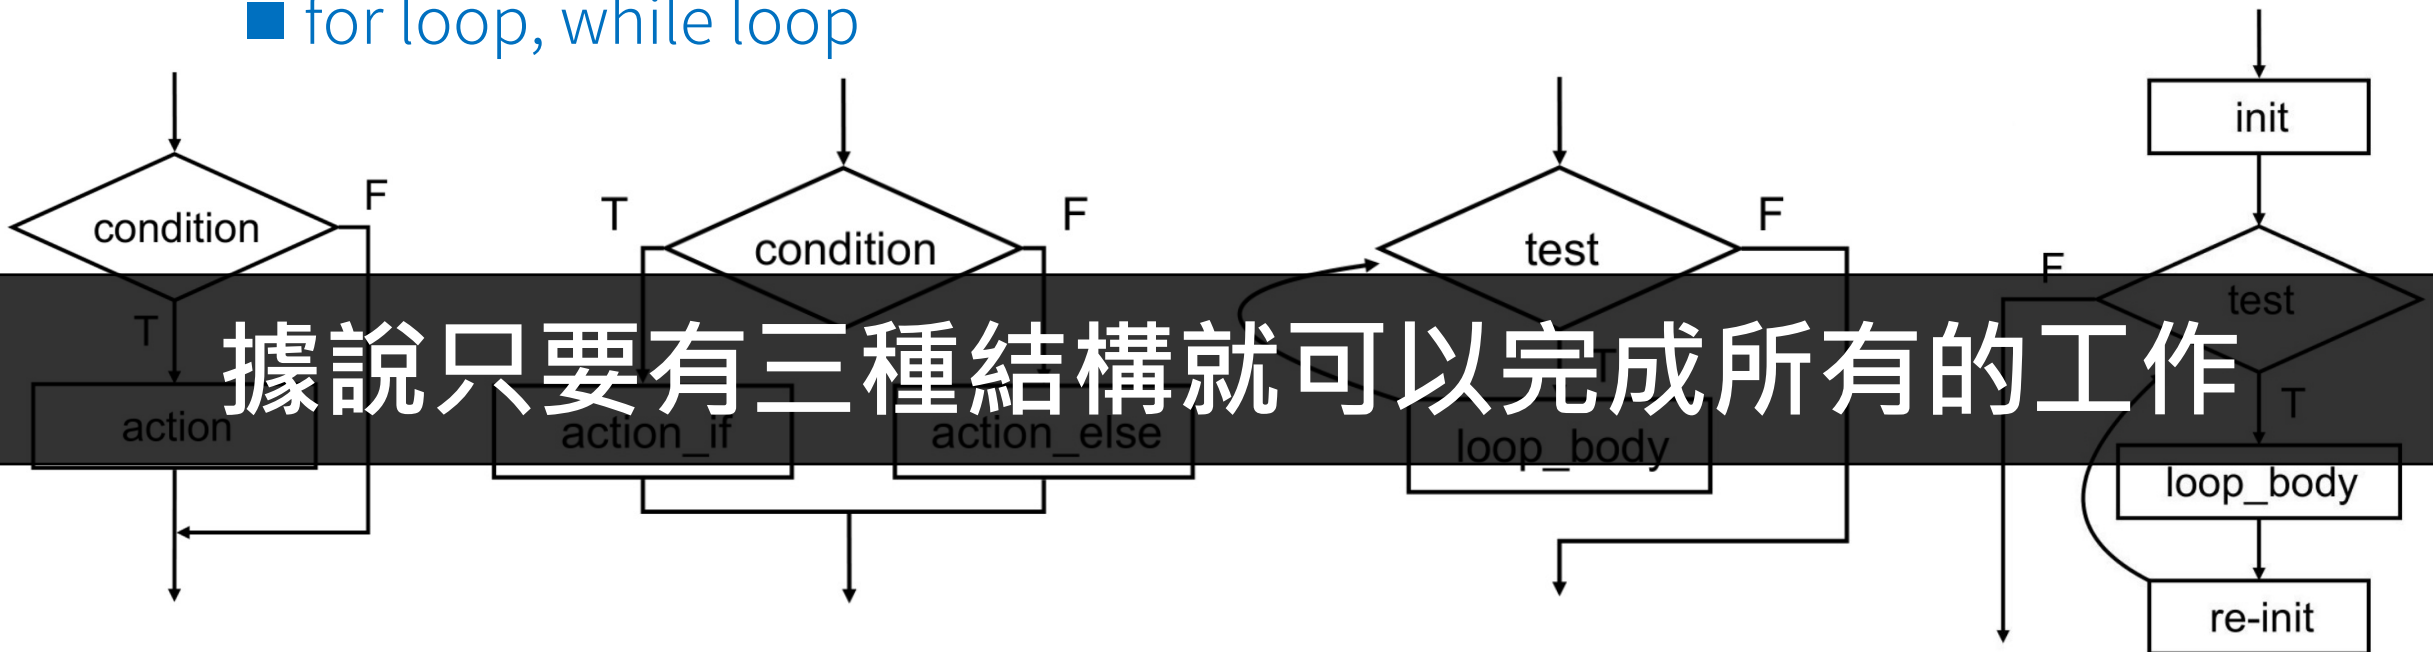 ■ for loop, while loop
init
condition
F
T
condition
F
test
F
F
test
T
據說只要有三種結構就可以完成所有的工作
T
T
action
action_if
action_else
loop_body
loop_body
re-init